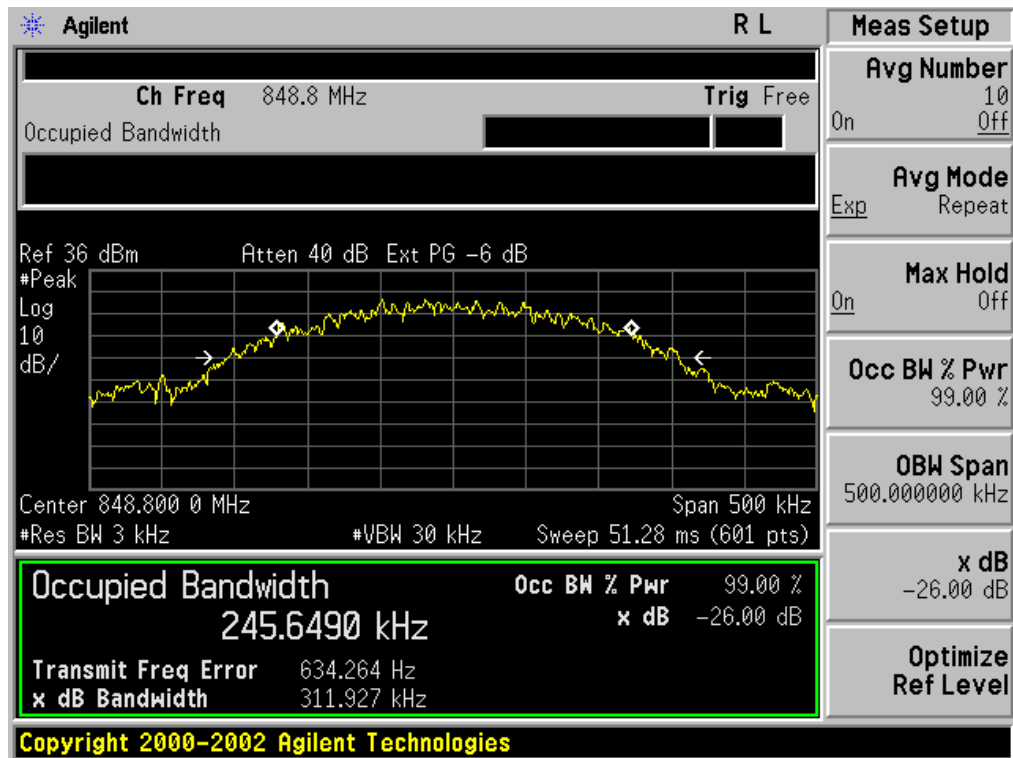 Agilent R L
Ch Freq 848.8 MHz Trig Free
Occupied Bandwidth
Ref 36 dBm Atten 40 dB Ext PG -6 dB
#Peak
Log
10
dB/
Center 848.800 0 MHz Span 500 kHz
#Res BW 3 kHz #VBW 30 kHz Sweep 51.28 ms (601 pts)
Occupied Bandwidth Occ BW % Pwr 99.00 %
245.6490 kHz x dB -26.00 dB
Transmit Freq Error 634.264 Hz
x dB Bandwidth 311.927 kHz
Copyright 2000-2002 Agilent Technologies
Meas Setup
Avg Number
10
On Off
Avg Mode
Exp Repeat
Max Hold
On Off
Occ BW % Pwr
99.00 %
OBW Span
500.000000 kHz
x dB
-26.00 dB
Optimize
Ref Level